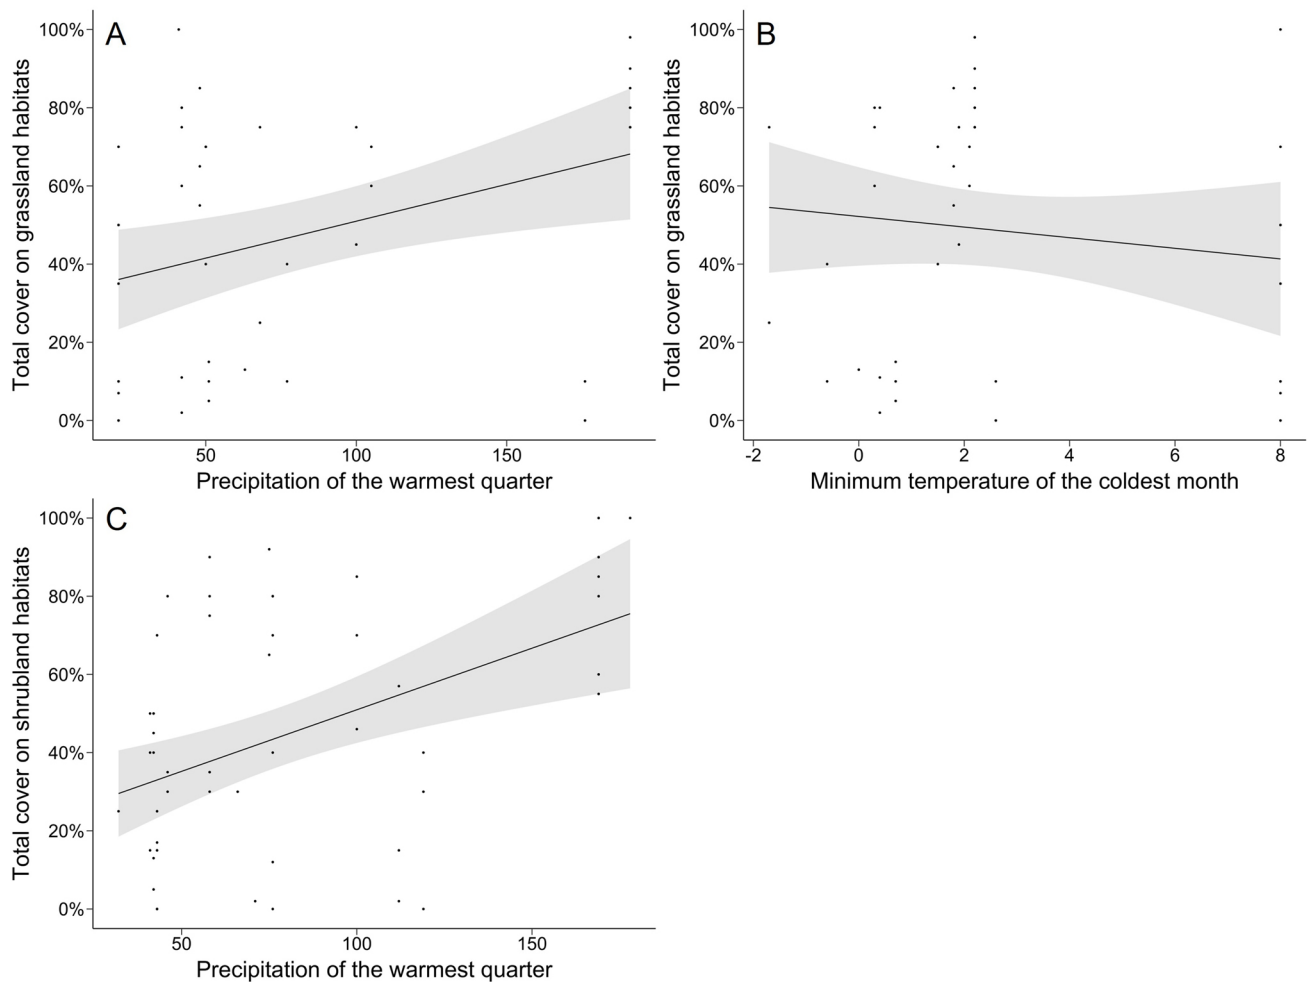 A
Total cover on grassland habitats
100%
80%
60%
40%
20%
0%
50 100 150
Precipitation of the warmest quarter
B
Total cover on grassland habitats
100%
80%
60%
40%
20%
0%
-2 0 2 4 6 8
Minimum temperature of the coldest month
C
Total cover on shrubland habitats
100%
80%
60%
40%
20%
0%
50 100 150
Precipitation of the warmest quarter